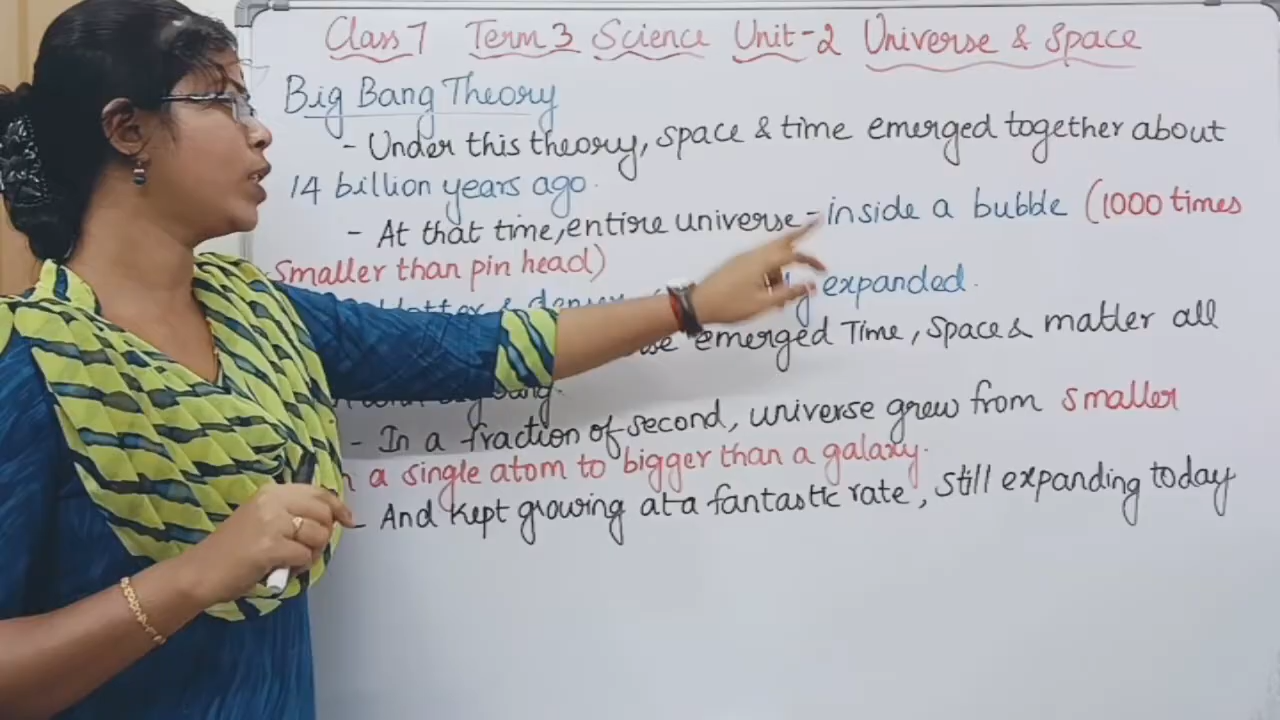 Class 7 Term 3 Science Unit-2 Universe & Space
Big Bang Theory
- Under this theory, space & time emerged together about
14 billion years ago.
- At that time, entire universe - inside a bubble (1000 times
smaller than pin head)
Hotter & denser expanded.
emerged Time, space & matter all
bang.
- In a fraction of second, universe grew from smaller
a single atom to bigger than a galaxy.
- And kept growing at a fantastic rate, still expanding today